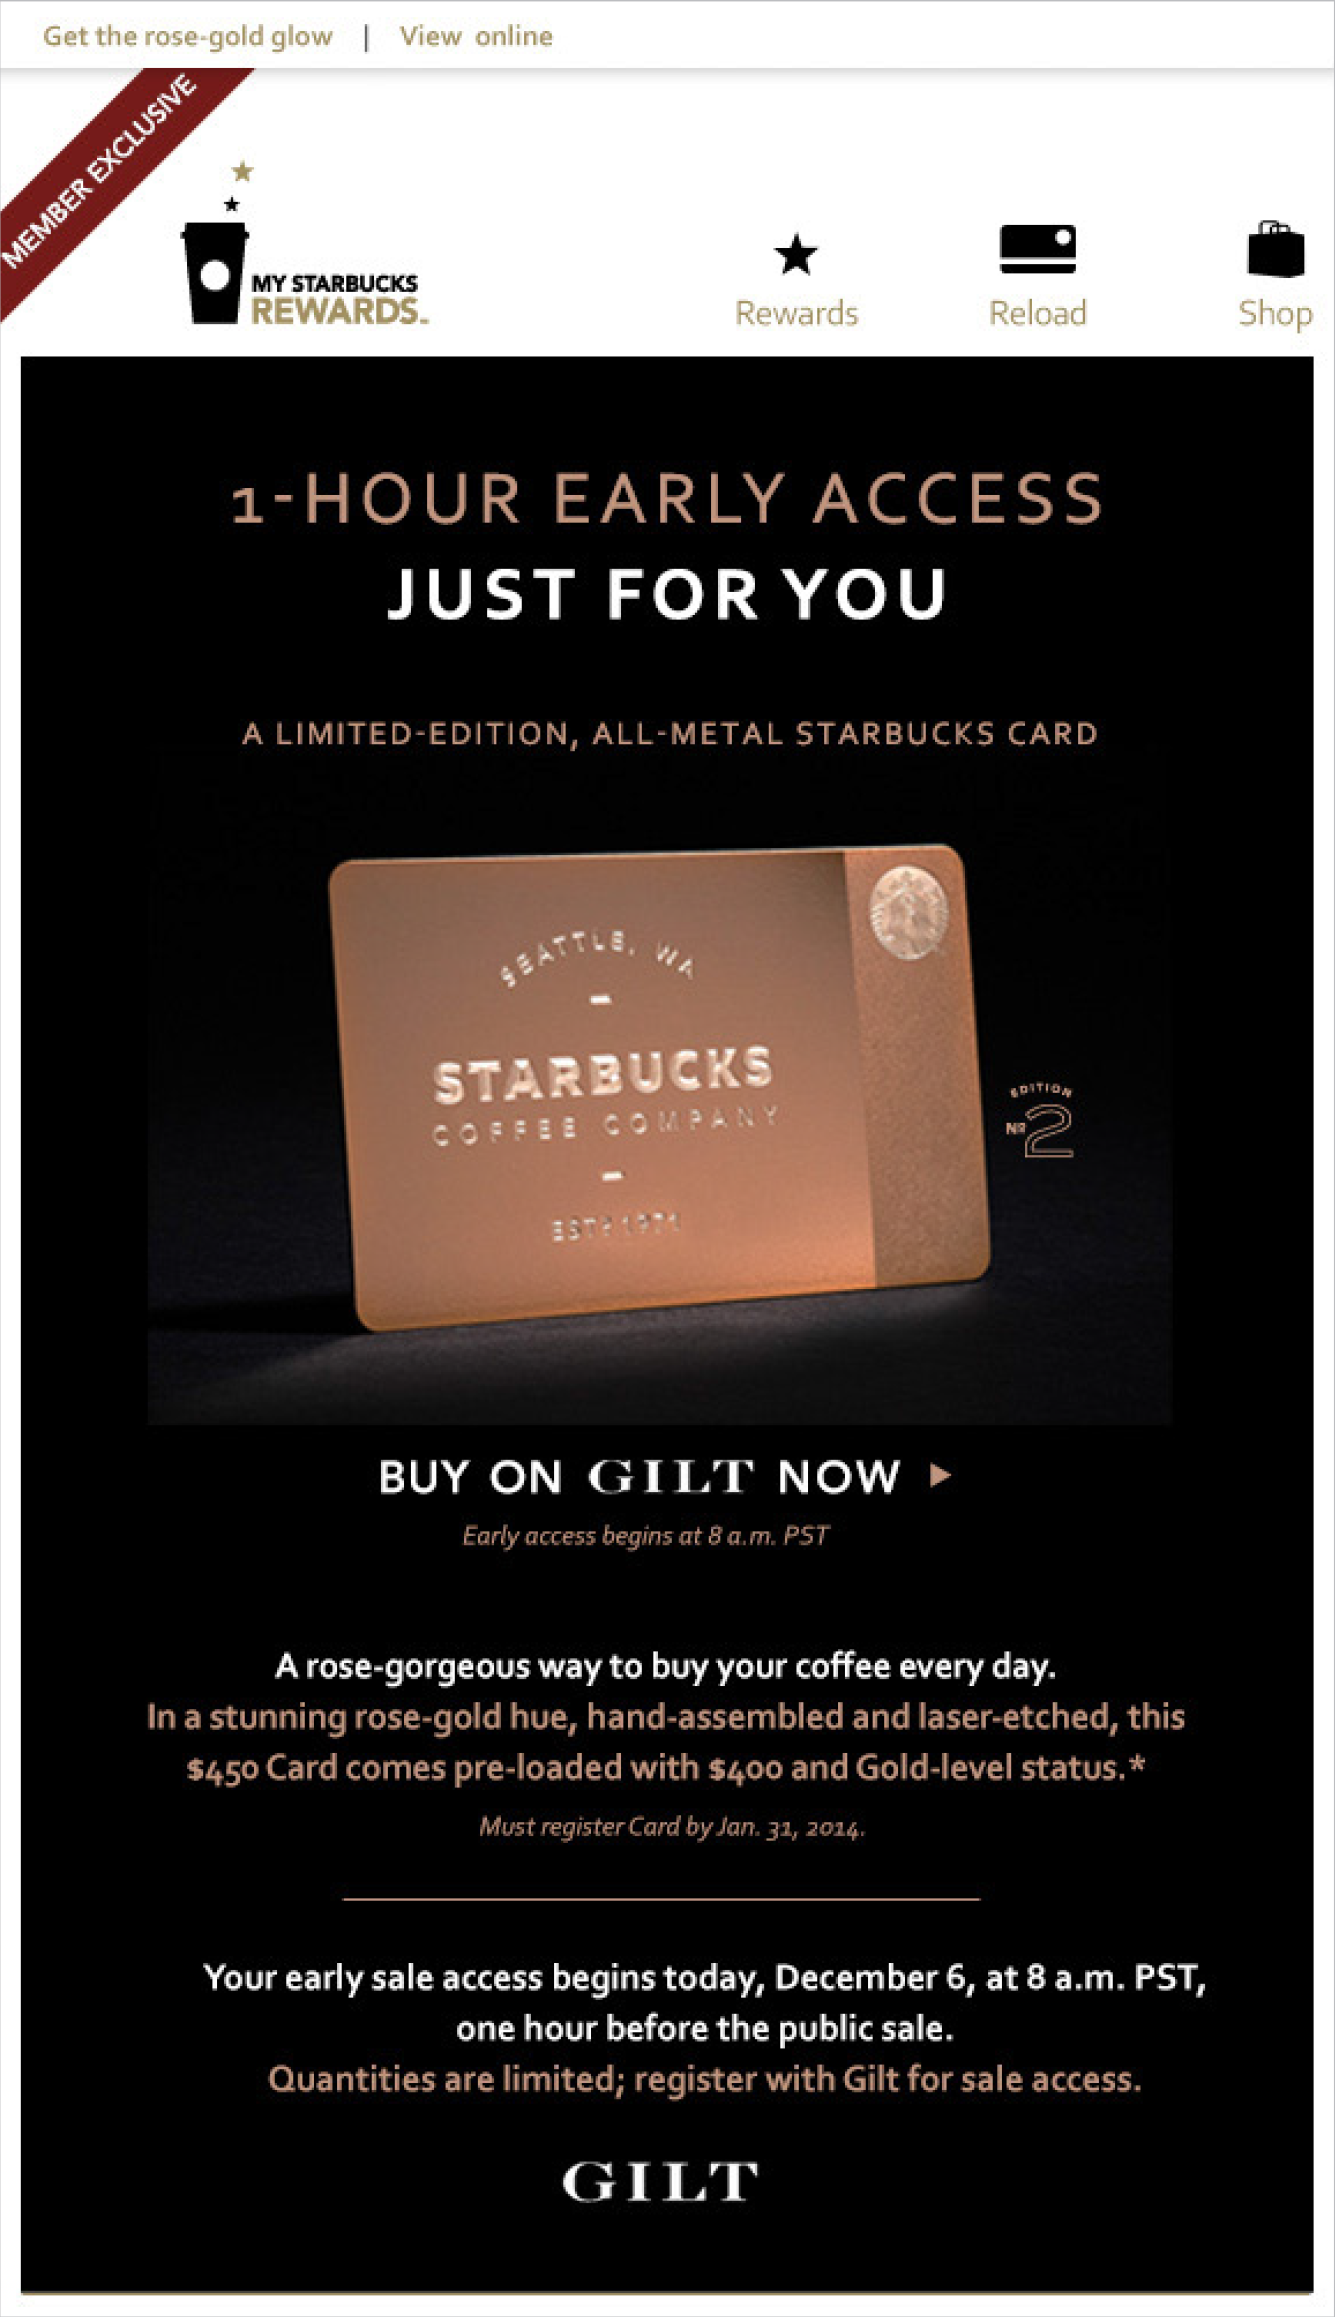 Get the rose-gold glow | View online
MEMBER EXCLUSIVE
MY STARBUCKS
REWARDS™
Rewards
Reload
Shop
1-HOUR EARLY ACCESS
JUST FOR YOU
A LIMITED-EDITION, ALL-METAL STARBUCKS CARD
SEATTLE, WA
STARBUCKS
COFFEE COMPANY
ESTD 1971
EDITION
Nº2
BUY ON GILT NOW
Early access begins at 8 a.m. PST
A rose-gorgeous way to buy your coffee every day.
In a stunning rose-gold hue, hand-assembled and laser-etched, this
$450 Card comes pre-loaded with $400 and Gold-level status.*
Must register Card by Jan. 31, 2014.
Your early sale access begins today, December 6, at 8 a.m. PST,
one hour before the public sale.
Quantities are limited; register with Gilt for sale access.
GILT